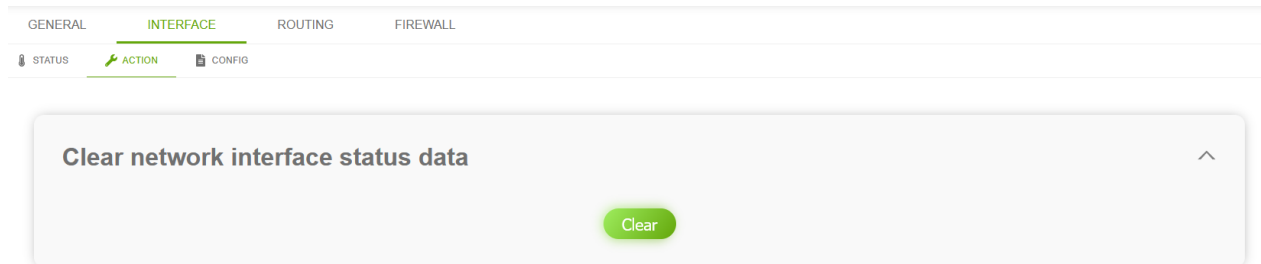 GENERAL INTERFACE ROUTING FIREWALL
STATUS ACTION CONFIG
Clear network interface status data
Clear